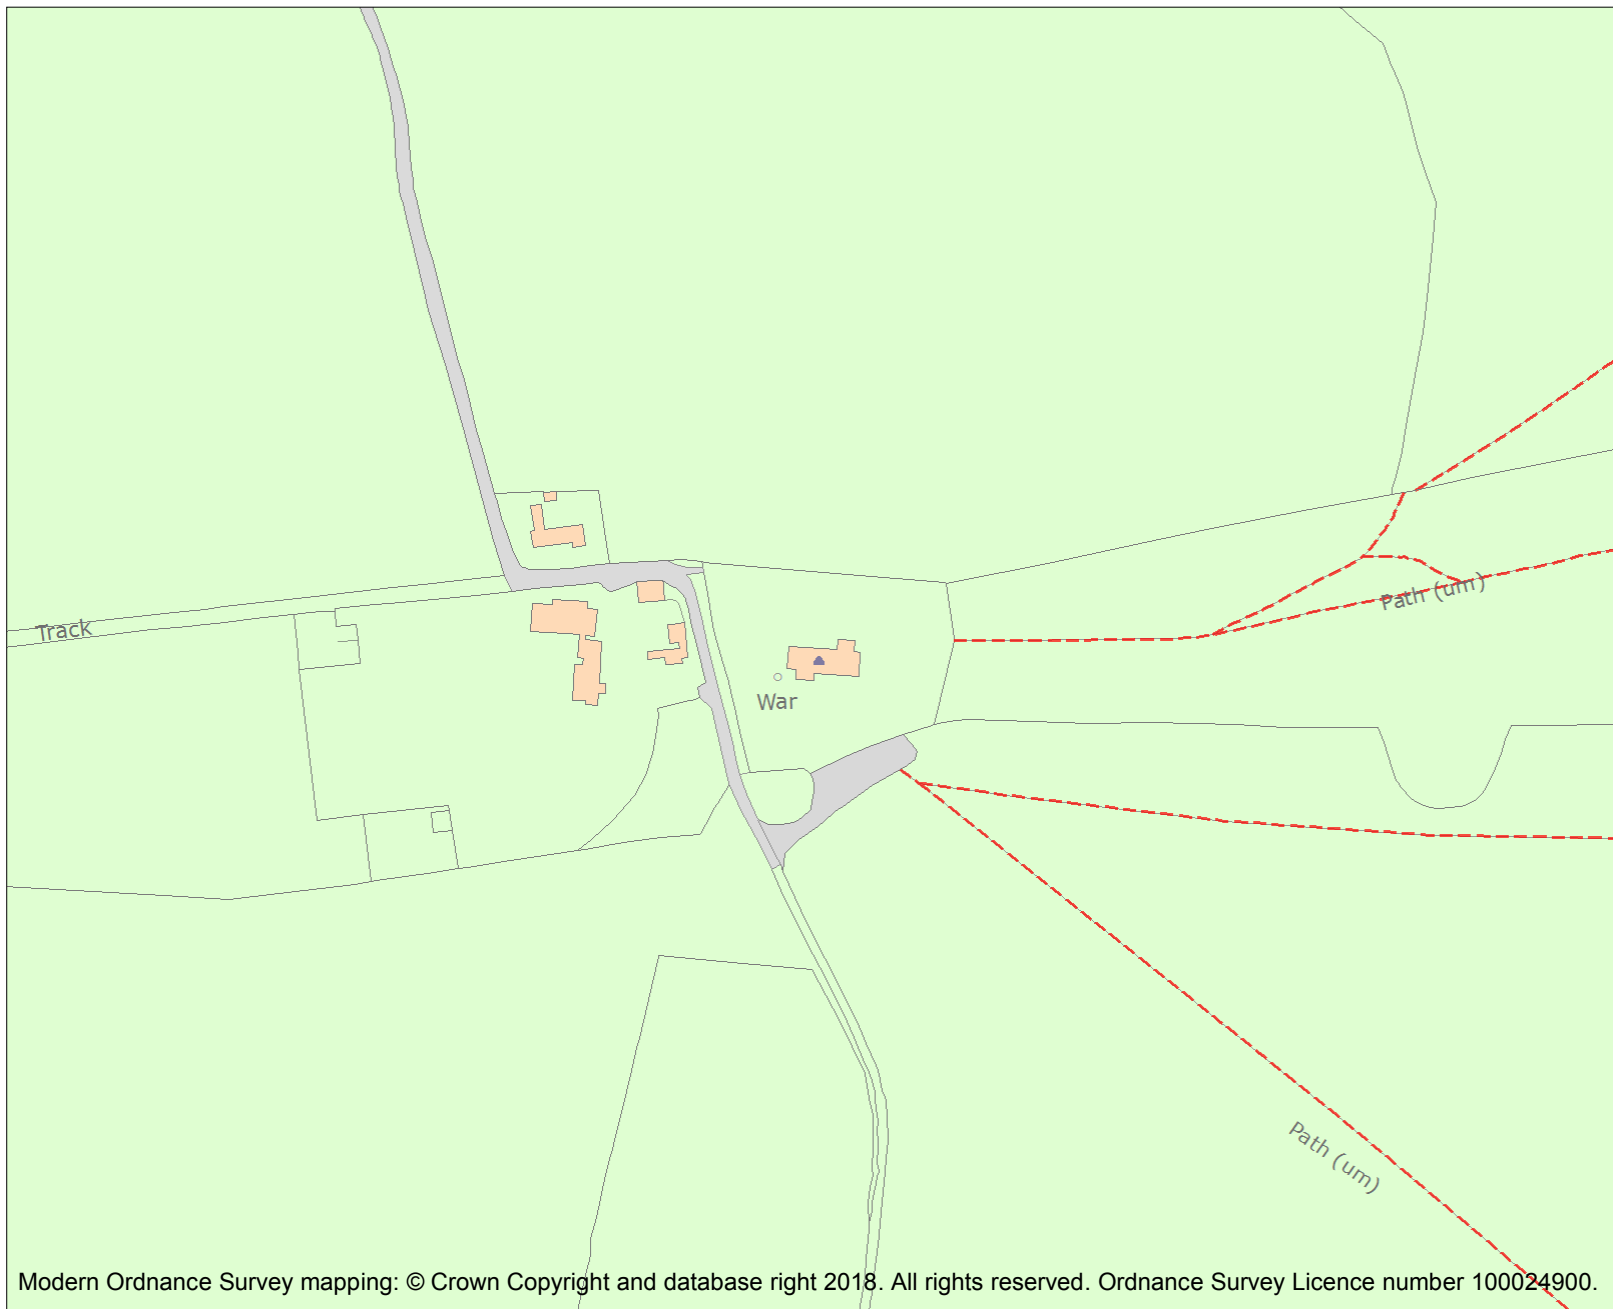 Path (um)
Track
War
Path (um)
Modern Ordnance Survey mapping: © Crown Copyright and database right 2018. All rights reserved. Ordnance Survey Licence number 100024900.